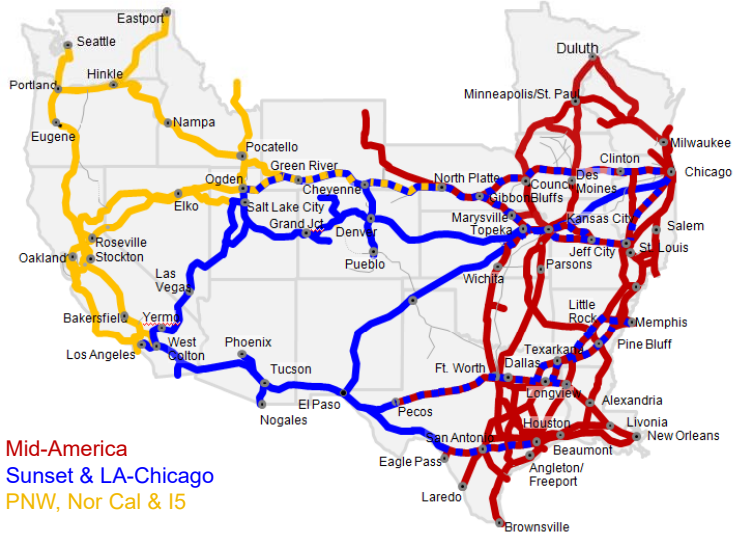 Eastport
Seattle
Duluth
Hinkle
Portland
Minneapolis/St. Paul
Eugene
Nampa
Milwaukee
Pocatello
Clinton
Green River
Chicago
Ogden
Cheyenne
North Platte
Council
Bluffs
Des
Moines
Gibbon
Elko
Salt Lake City
Marysville
Kansas City
Topeka
Grand Jct
Denver
Salem
Roseville
Jeff City
St. Louis
Oakland
Stockton
Pueblo
Parsons
Las
Vegas
Wichita
Bakersfield
Yermo
Little
Rock
Memphis
Los Angeles
West
Colton
Phoenix
Texarkana
Pine Bluff
Ft. Worth
Dallas
Tucson
Longview
El Paso
Pecos
Alexandria
Nogales
Houston
Livonia
San Antonio
New Orleans
Beaumont
Eagle Pass
Angleton/
Freeport
Laredo
Brownsville
Mid-America
Sunset & LA-Chicago
PNW, Nor Cal & I5